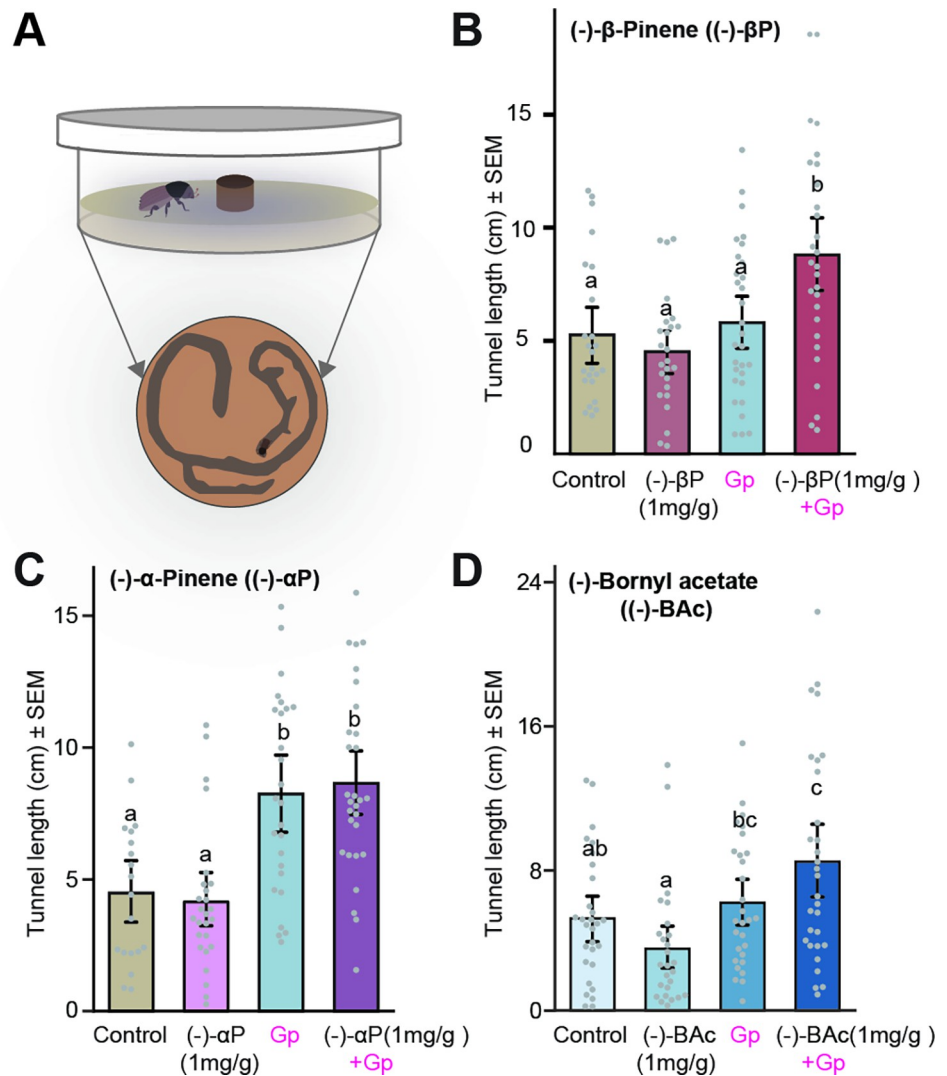 A
B
(-)-β-Pinene ((-)-βP)
Tunnel length (cm) ± SEM
15
10
5
0
a
a
a
b
Control
(-)-βP
(1mg/g)
Gp
(-)-βP(1mg/g )
+Gp
C
(-)-α-Pinene ((-)-αP)
Tunnel length (cm) ± SEM
15
10
5
0
a
a
b
b
Control
(-)-αP
(1mg/g)
Gp
(-)-αP(1mg/g )
+Gp
D
(-)-Bornyl acetate
((-)-BAc)
Tunnel length (cm) ± SEM
24
16
8
0
ab
a
bc
c
Control
(-)-BAc
(1mg/g)
Gp
(-)-BAc(1mg/g )
+Gp